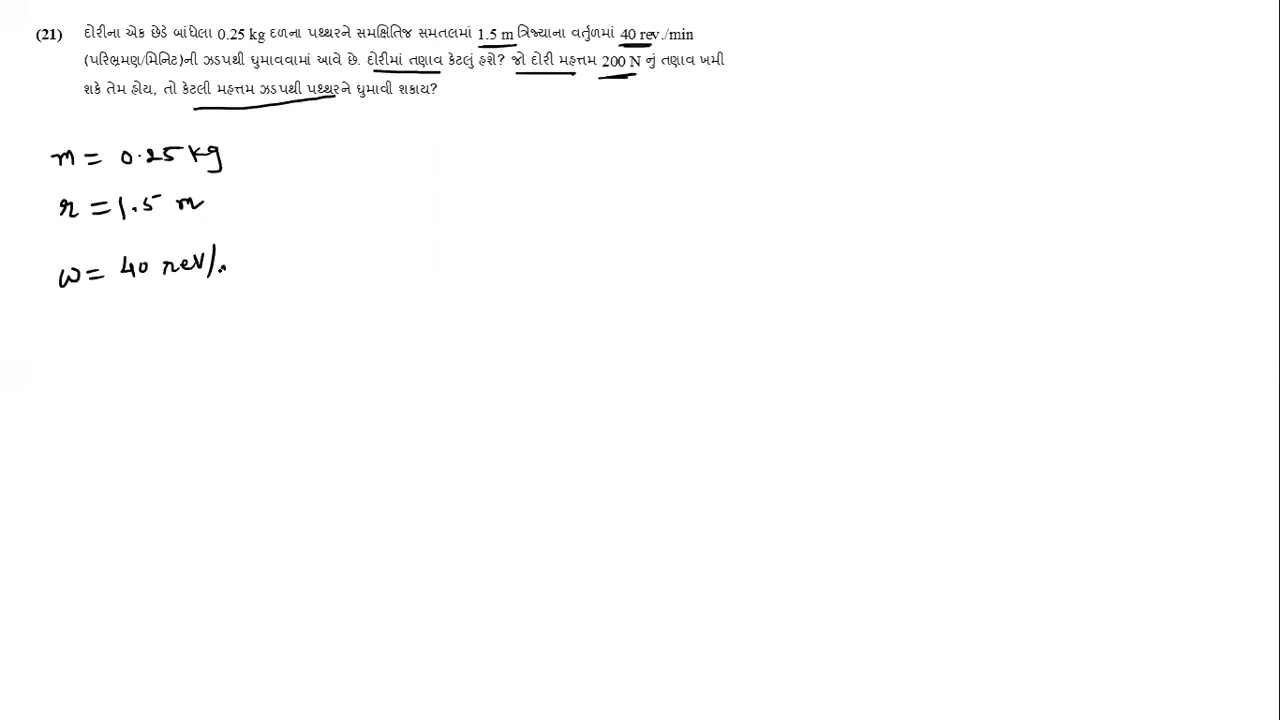 (21) દોરીના એક છેડે બાંધેલા 0.25 kg દળના પથ્થરને સમક્ષિતિજ સમતલમાં 1.5 m ત્રિજ્યાના વર્તુળમાં 40 rev./min
(પરિભ્રમણ/મિનિટ)ની ઝડપથી ઘુમાવવામાં આવે છે. દોરીમાં તણાવ કેટલું હશે? જો દોરી મહત્તમ 200 N નું તણાવ ખમી
શકે તેમ હોય, તો કેટલી મહત્તમ ઝડપથી પથ્થરને ઘુમાવી શકાય?
m = 0.25 kg
r = 1.5 m
ω = 40 rev/.